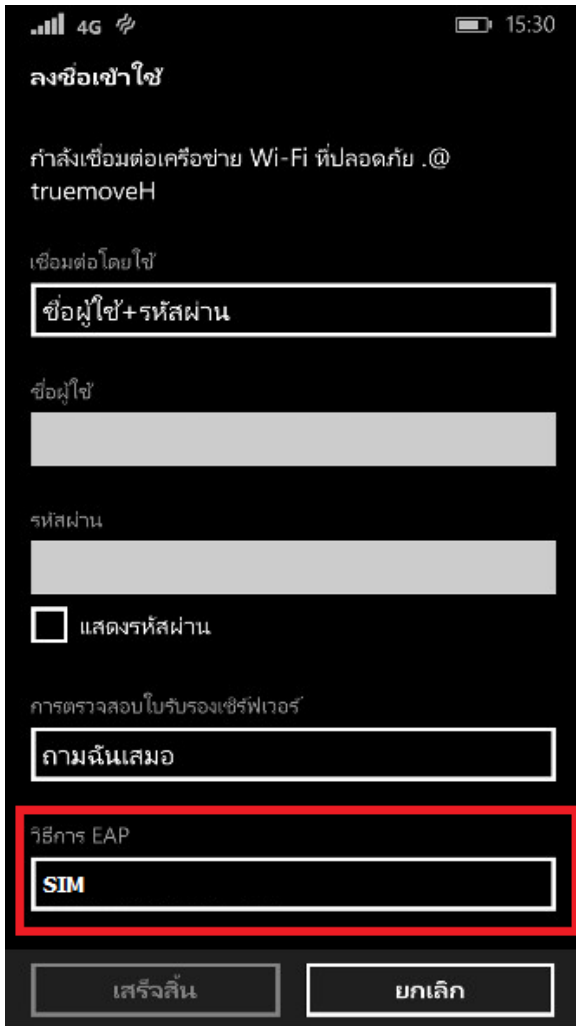 4G 15:30
ลงชื่อเข้าใช้
กำลังเชื่อมต่อเครือข่าย Wi-Fi ที่ปลอดภัย .@
truemoveH
เชื่อมต่อโดยใช้
ชื่อผู้ใช้+รหัสผ่าน
ชื่อผู้ใช้
รหัสผ่าน
แสดงรหัสผ่าน
การตรวจสอบใบรับรองเซิร์ฟเวอร์
ถามฉันเสมอ
วิธีการ EAP
SIM
เสร็จสิ้น ยกเลิก